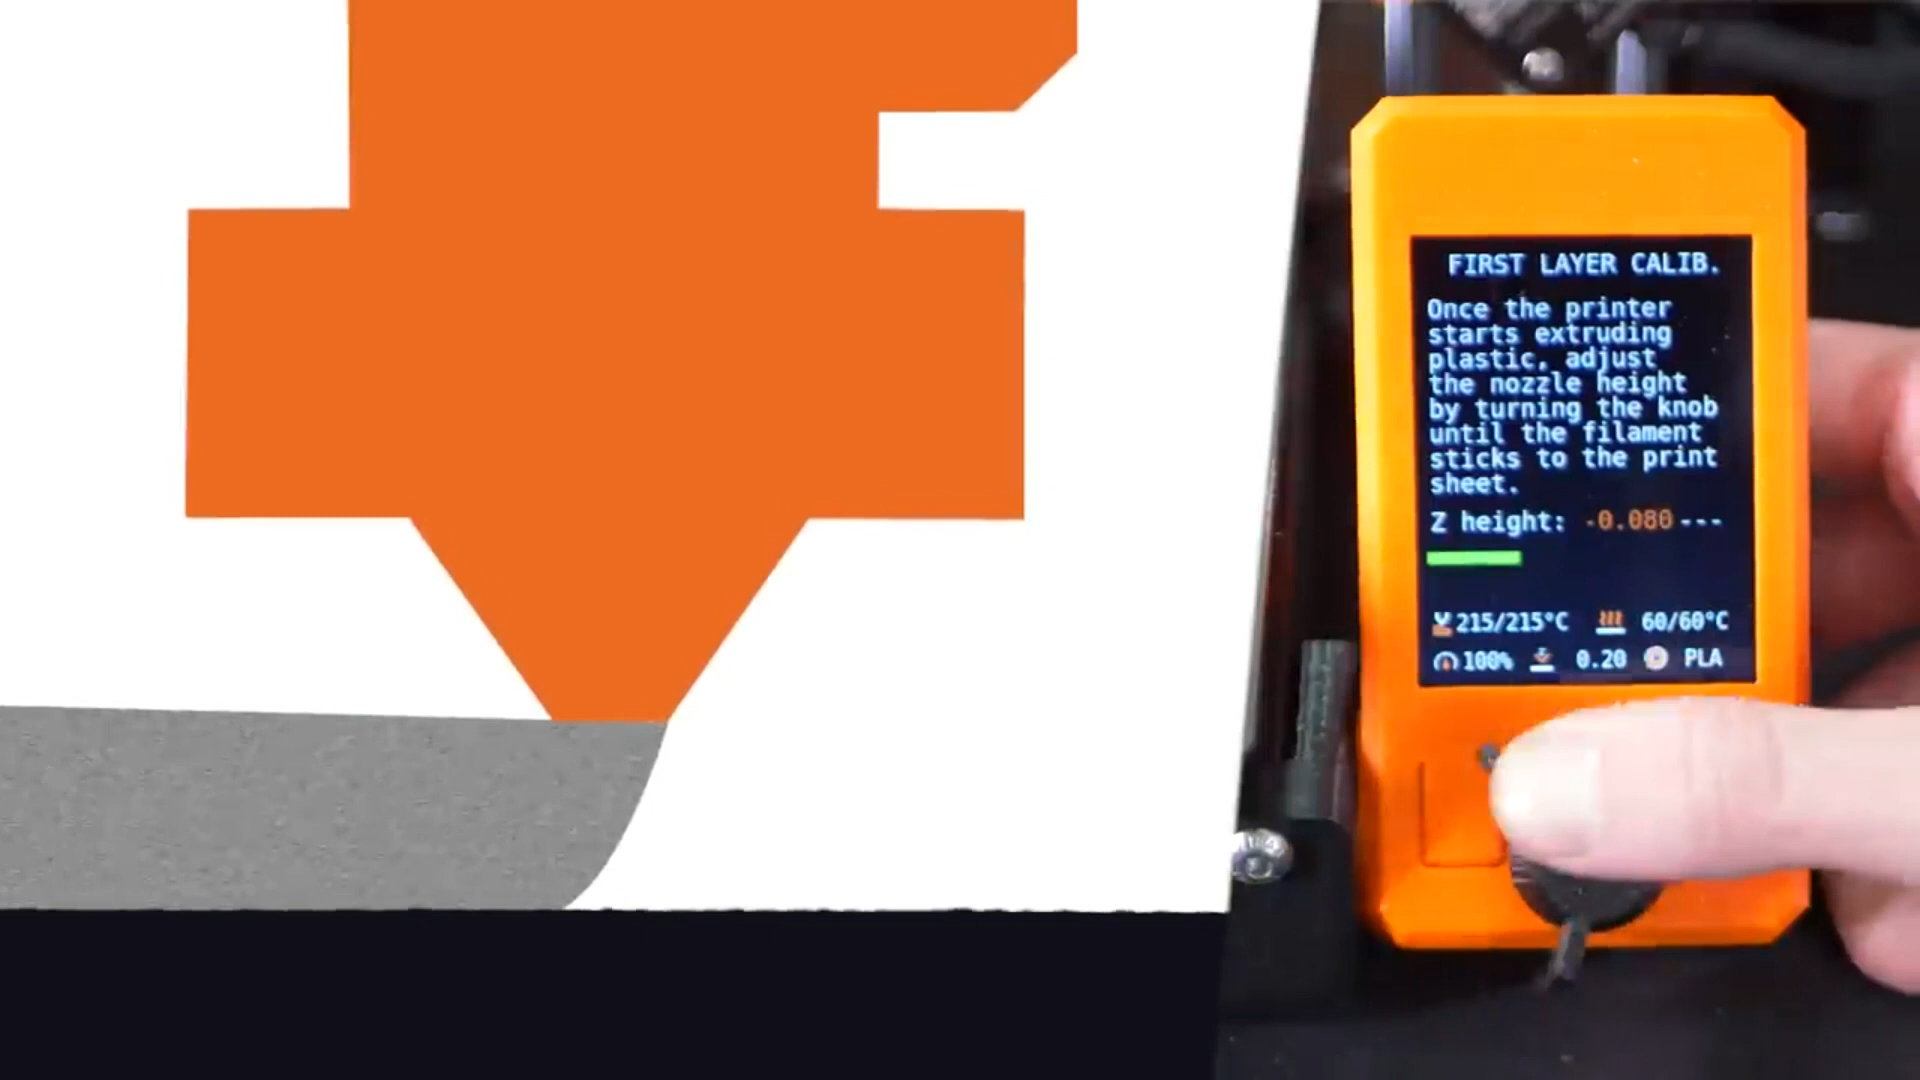 FIRST LAYER CALIB.
Once the printer
starts extruding
plastic, adjust
the nozzle height
by turning the knob
until the filament
sticks to the print
sheet.
Z height: -0.080---
215/215°C 60/60°C
100% 0.20 PLA